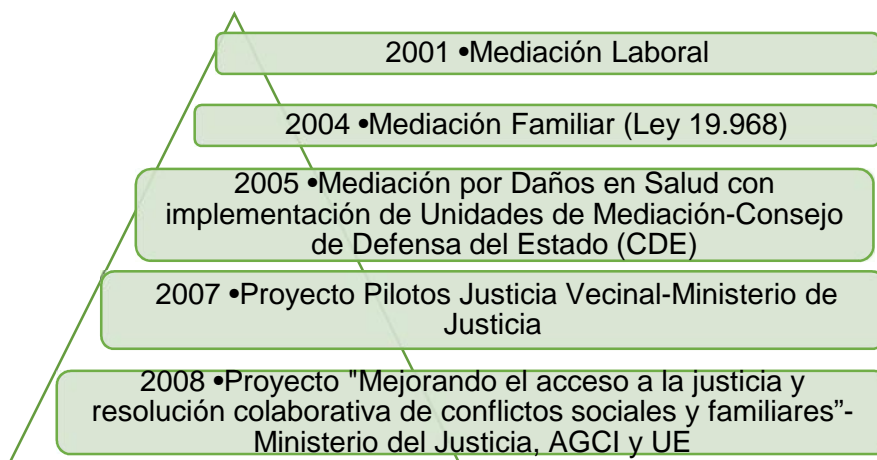 2001 •Mediación Laboral
2004 •Mediación Familiar (Ley 19.968)
2005 •Mediación por Daños en Salud con
implementación de Unidades de Mediación-Consejo
de Defensa del Estado (CDE)
2007 •Proyecto Pilotos Justicia Vecinal-Ministerio de
Justicia
2008 •Proyecto "Mejorando el acceso a la justicia y
resolución colaborativa de conflictos sociales y familiares”-
Ministerio del Justicia, AGCI y UE